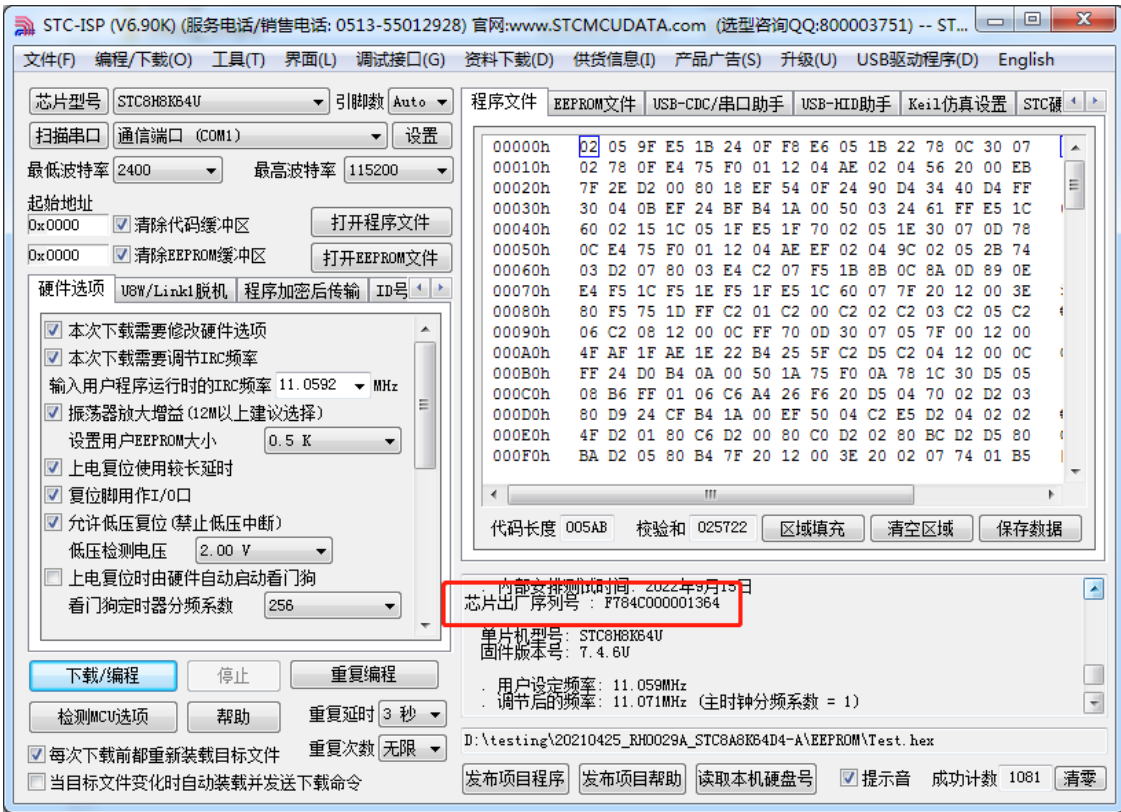 STC-ISP (V6.90K) (服务电话/销售电话: 0513-55012928) 官网:www.STCMCUDATA.com (选型咨询QQ:800003751) -- ST...
文件(F) 编程/下载(O) 工具(T) 界面(L) 调试接口(G) 资料下载(D) 供货信息(I) 产品广告(S) 升级(U) USB驱动程序(D) English
芯片型号 STC8H8K64U 引脚数 Auto
扫描串口 通信端口 (COM1) 设置
最低波特率 2400 最高波特率 115200
起始地址
0x0000 清除代码缓冲区 打开程序文件
0x0000 清除EEPROM缓冲区 打开EEPROM文件
硬件选项 U8W/Link1脱机 程序加密后传输 ID号
本次下载需要修改硬件选项
本次下载需要调节IRC频率
输入用户程序运行时的IRC频率 11.0592 MHz
振荡器放大增益(12M以上建议选择)
设置用户EEPROM大小 0.5 K
上电复位使用较长延时
复位脚用作I/O口
允许低压复位(禁止低压中断)
低压检测电压 2.00 V
上电复位时由硬件自动启动看门狗
看门狗定时器分频系数 256
下载/编程 停止 重复编程
检测MCU选项 帮助 重复延时 3 秒
每次下载前都重新装载目标文件 重复次数 无限
当目标文件变化时自动装载并发送下载命令
程序文件 EEPROM文件 USB-CDC/串口助手 USB-HID助手 Keil仿真设置 STC硬
00000h 02 05 9F E5 1B 24 0F F8 E6 05 1B 22 78 0C 30 07
00010h 02 78 0F E4 75 F0 01 12 04 AE 02 04 56 20 00 EB
00020h 7F 2E D2 00 80 18 EF 54 0F 24 90 D4 34 40 D4 FF
00030h 30 04 0B EF 24 BF B4 1A 00 50 03 24 61 FF E5 1C
00040h 60 02 15 1C 05 1F E5 1F 70 02 05 1E 30 07 0D 78
00050h 0C E4 75 F0 01 12 04 AE EF 02 04 9C 02 05 2B 74
00060h 03 D2 07 80 03 E4 C2 07 F5 1B 8B 0C 8A 0D 89 0E
00070h E4 F5 1C F5 1E F5 1F E5 1C 60 07 7F 20 12 00 3E
00080h 80 F5 75 1D FF C2 01 C2 00 C2 02 C2 03 C2 05 C2
00090h 06 C2 08 12 00 0C FF 70 0D 30 07 05 7F 00 12 00
000A0h 4F AF 1F AE 1E 22 B4 25 5F C2 D5 C2 04 12 00 0C
000B0h FF 24 D0 B4 0A 00 50 1A 75 F0 0A 78 1C 30 D5 05
000C0h 08 B6 FF 01 06 C6 A4 26 F6 20 D5 04 70 02 D2 03
000D0h 80 D9 24 CF B4 1A 00 EF 50 04 C2 E5 D2 04 02 02
000E0h 4F D2 01 80 C6 D2 00 80 C0 D2 02 80 BC D2 D5 80
000F0h BA D2 05 80 B4 7F 20 12 00 3E 20 02 07 74 01 B5
代码长度 005AB 校验和 025722 区域填充 清空区域 保存数据
. 内部安排测试时间: 2022年9月15日
芯片出厂序列号 : F784C000001364
单片机型号: STC8H8K64U
固件版本号: 7.4.6U
. 用户设定频率: 11.059MHz
. 调节后的频率: 11.071MHz (主时钟分频系数 = 1)
D:\testing\20210425_RH0029A_STC8A8K64D4-A\EEPROM\Test.hex
发布项目程序 发布项目帮助 读取本机硬盘号 提示音 成功计数 1081 清零